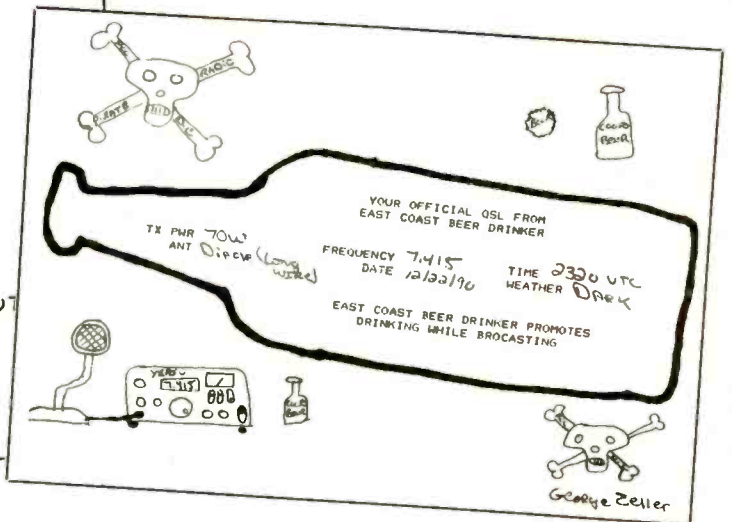 RADIO
PIRATE
BEER
COLD
BEER
YOUR OFFICIAL QSL FROM
EAST COAST BEER DRINKER
TX PWR 70W
ANT DIPOLE (Long
wire)
FREQUENCY 7.415
DATE 12/22/90
TIME 2320 UTC
WEATHER DARK
EAST COAST BEER DRINKER PROMOTES
DRINKING WHILE BROCASTING
7.415
BEER
George Zeller